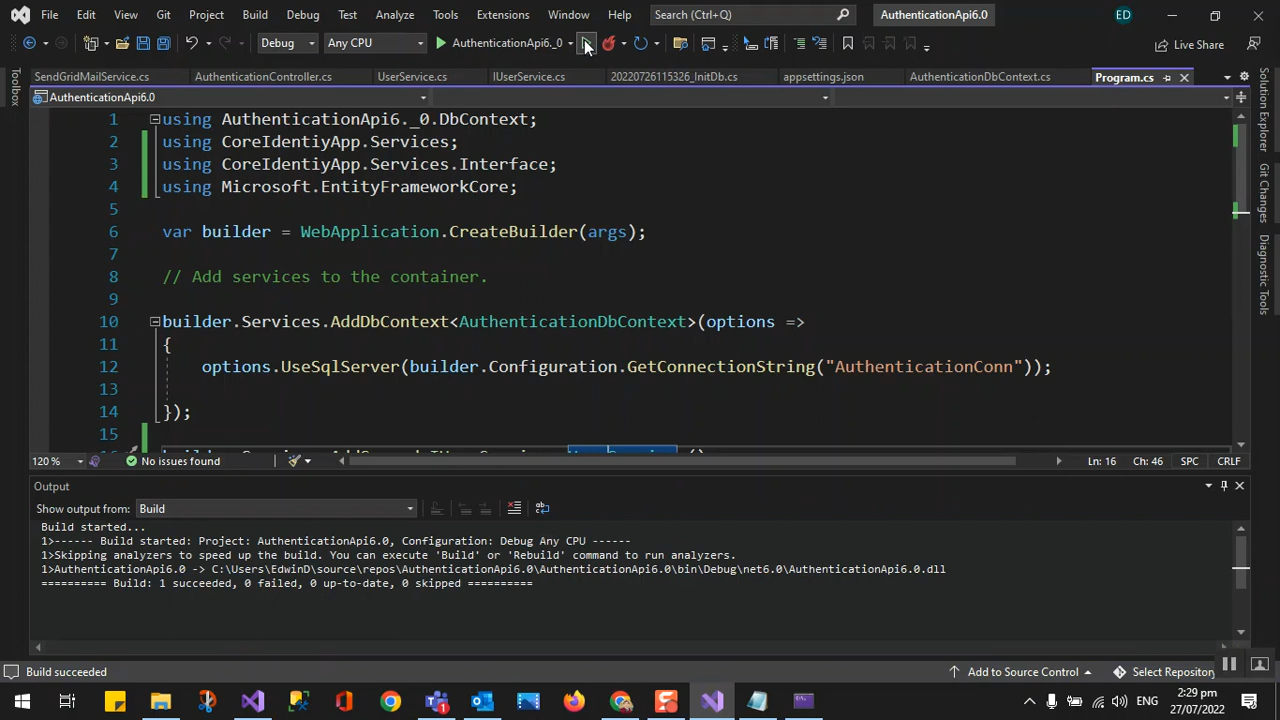 File Edit View Git Project Build Debug Test Analyze Tools Extensions Window Help Search (Ctrl+Q) AuthenticationApi6.0 ED
Debug Any CPU AuthenticationApi6._0 Live Share
SendGridMailService.cs AuthenticationController.cs UserService.cs IUserService.cs 20220726115326_InitDb.cs appsettings.json AuthenticationDbContext.cs Program.cs
AuthenticationApi6.0
Toolbox
Solution Explorer
Git Changes
Diagnostic Tools
1 using AuthenticationApi6._0.DbContext;
2 using CoreIdentiyApp.Services;
3 using CoreIdentiyApp.Services.Interface;
4 using Microsoft.EntityFrameworkCore;
5
6 var builder = WebApplication.CreateBuilder(args);
7
8 // Add services to the container.
9
10 builder.Services.AddDbContext<AuthenticationDbContext>(options =>
11 {
12 options.UseSqlServer(builder.Configuration.GetConnectionString("AuthenticationConn"));
13
14 });
15
120 % No issues found Ln: 16 Ch: 46 SPC CRLF
Output
Show output from: Build
Build started...
1>------ Build started: Project: AuthenticationApi6.0, Configuration: Debug Any CPU ------
1>Skipping analyzers to speed up the build. You can execute 'Build' or 'Rebuild' command to run analyzers.
1>AuthenticationApi6.0 -> C:\Users\EdwinD\source\repos\AuthenticationApi6.0\AuthenticationApi6.0\bin\Debug\net6.0\AuthenticationApi6.0.dll
========== Build: 1 succeeded, 0 failed, 0 up-to-date, 0 skipped ==========
Build succeeded Add to Source Control Select Repository
ENG 2:29 pm
27/07/2022